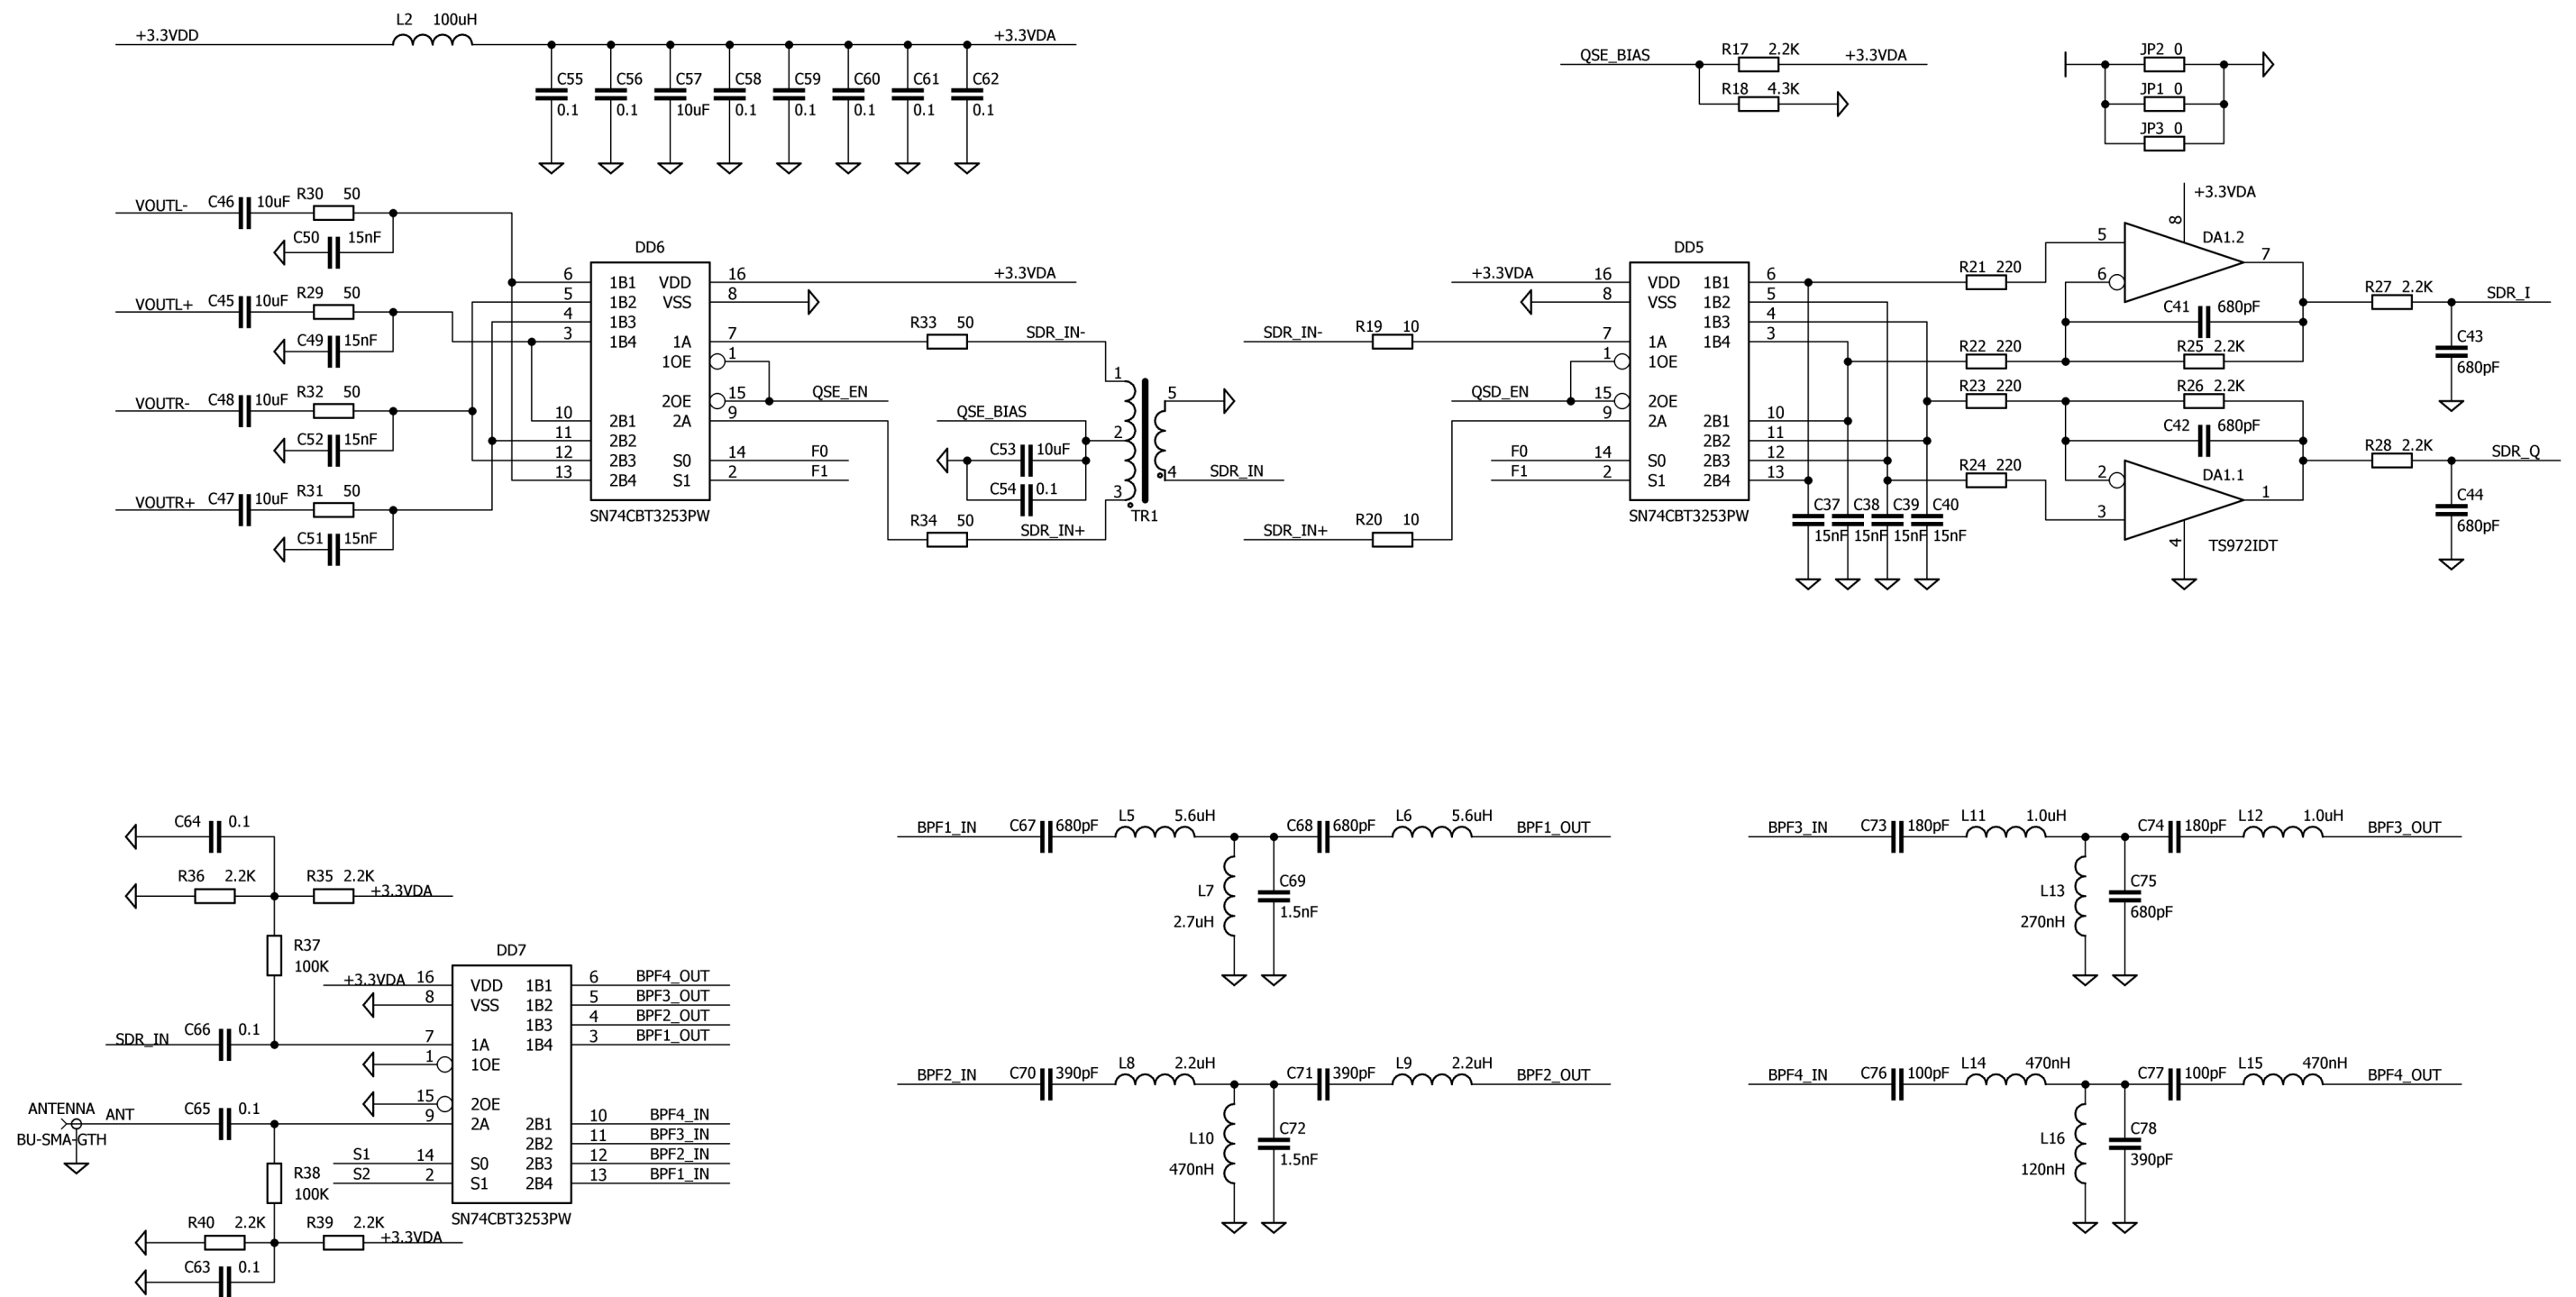 L2 100uH
+3.3VDD
+3.3VDA
C55 C56 C57 C58 C59 C60 C61 C62
0.1 0.1 10uF 0.1 0.1 0.1 0.1 0.1
QSE_BIAS
R17 2.2K
+3.3VDA
R18 4.3K
JP2 0
JP1 0
JP3 0
VOUTL-
C46 10uF
R30 50
C50 15nF
VOUTL+
C45 10uF
R29 50
C49 15nF
VOUTR-
C48 10uF
R32 50
C52 15nF
VOUTR+
C47 10uF
R31 50
C51 15nF
DD6
6 1B1 VDD 16 +3.3VDA
5 1B2 VSS 8
4 1B3
3 1B4 1A 7
1OE 1
2OE 15 QSE_EN
10 2B1 2A 9
11 2B2
12 2B3 S0 14 F0
13 2B4 S1 2 F1
SN74CBT3253PW
R33 50
SDR_IN-
QSE_BIAS
C53 10uF
C54 0.1
R34 50
SDR_IN+
1
2
3
5
4
SDR_IN
TR1
DD5
+3.3VDA 16 VDD 1B1 6
8 VSS 1B2 5
1B3 4
SDR_IN- R19 10 7 1A 1B4 3
1 1OE
QSD_EN 15 2OE
9 2A 2B1 10
2B2 11
F0 14 S0 2B3 12
F1 2 S1 2B4 13
SDR_IN+ R20 10
SN74CBT3253PW
C37 C38 C39 C40
15nF 15nF 15nF 15nF
R21 220
R22 220
R23 220
R24 220
+3.3VDA
8
5
6
DA1.2
7
C41 680pF
R25 2.2K
R26 2.2K
C42 680pF
2
3
DA1.1
1
4
TS972IDT
R27 2.2K
SDR_I
C43
680pF
R28 2.2K
SDR_Q
C44
680pF
C64 0.1
R36 2.2K
R35 2.2K
+3.3VDA
R37
100K
DD7
+3.3VDA 16 VDD 1B1 6 BPF4_OUT
8 VSS 1B2 5 BPF3_OUT
1B3 4 BPF2_OUT
SDR_IN C66 0.1 7 1A 1B4 3 BPF1_OUT
1 1OE
15 2OE
ANTENNA ANT C65 0.1 9 2A 2B1 10 BPF4_IN
BU-SMA-GTH
2B2 11 BPF3_IN
S1 14 S0 2B3 12 BPF2_IN
S2 2 S1 2B4 13 BPF1_IN
R38
100K
SN74CBT3253PW
R40 2.2K
R39 2.2K
+3.3VDA
C63 0.1
BPF1_IN C67 680pF L5 5.6uH C68 680pF L6 5.6uH BPF1_OUT
L7
2.7uH
C69
1.5nF
BPF3_IN C73 180pF L11 1.0uH C74 180pF L12 1.0uH BPF3_OUT
L13
270nH
C75
680pF
BPF2_IN C70 390pF L8 2.2uH C71 390pF L9 2.2uH BPF2_OUT
L10
470nH
C72
1.5nF
BPF4_IN C76 100pF L14 470nH C77 100pF L15 470nH BPF4_OUT
L16
120nH
C78
390pF